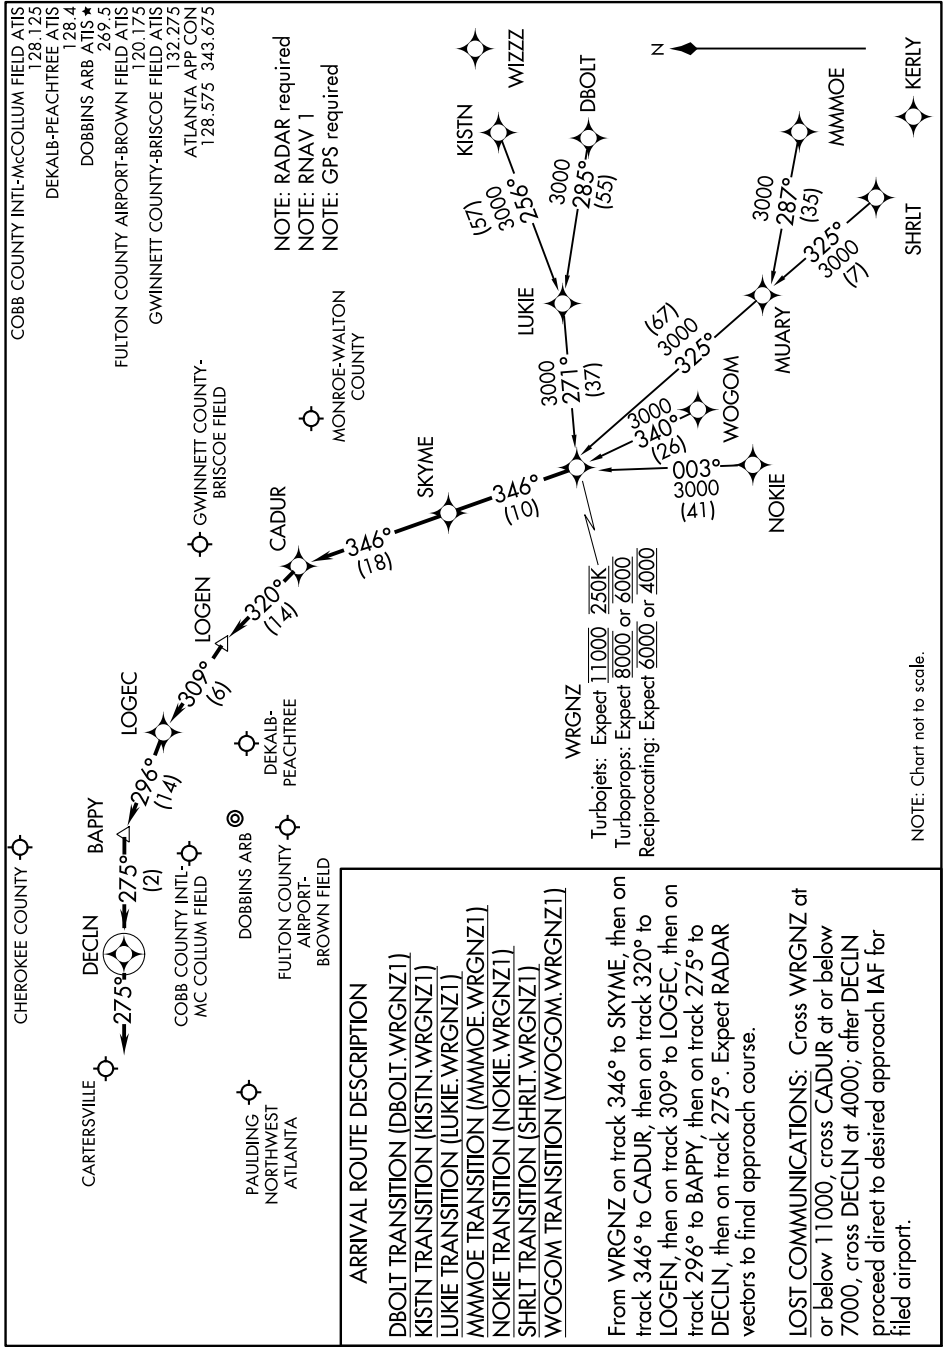 COBB COUNTY INTL-McCOLLUM FIELD ATIS
128.125
DEKALB-PEACHTREE ATIS
128.4
DOBBINS ARB ATIS ★
269.5
FULTON COUNTY AIRPORT-BROWN FIELD ATIS
120.175
GWINNETT COUNTY-BRISCOE FIELD ATIS
132.275
ATLANTA APP CON
128.575 343.675
NOTE: RADAR required
NOTE: RNAV 1
NOTE: GPS required
CHEROKEE COUNTY
CARTERSVILLE
275°
DECLN
275°
(2)
BAPPY
296°
(14)
LOGEC
309°
(6)
LOGEN
320°
(14)
CADUR
346°
(18)
SKYME
346°
(10)
COBB COUNTY INTL-
MC COLLUM FIELD
DOBBINS ARB
DEKALB-
PEACHTREE
FULTON COUNTY
AIRPORT-
BROWN FIELD
PAULDING
NORTHWEST
ATLANTA
GWINNETT COUNTY-
BRISCOE FIELD
MONROE-WALTON
COUNTY
KISTN
WIZZZ
DBOLT
(57)
3000
256°
3000
285°
(55)
LUKIE
3000
271°
(37)
N
MMMOE
KERLY
3000
287°
(35)
SHRLT
325°
3000
(7)
MUARY
(67)
3000
325°
WOGOM
3000
340°
(26)
NOKIE
003°
3000
(41)
WRGNZ
Turbojets: Expect 11000 250K
Turboprops: Expect 8000 or 6000
Reciprocating: Expect 6000 or 4000
NOTE: Chart not to scale.
ARRIVAL ROUTE DESCRIPTION
DBOLT TRANSITION (DBOLT.WRGNZ1)
KISTN TRANSITION (KISTN.WRGNZ1)
LUKIE TRANSITION (LUKIE.WRGNZ1)
MMMOE TRANSITION (MMMOE.WRGNZ1)
NOKIE TRANSITION (NOKIE.WRGNZ1)
SHRLT TRANSITION (SHRLT.WRGNZ1)
WOGOM TRANSITION (WOGOM.WRGNZ1)
From WRGNZ on track 346° to SKYME, then on
track 346° to CADUR, then on track 320° to
LOGEN, then on track 309° to LOGEC, then on
track 296° to BAPPY, then on track 275° to
DECLN, then on track 275°. Expect RADAR
vectors to final approach course.
LOST COMMUNICATIONS: Cross WRGNZ at
or below 11000, cross CADUR at or below
7000, cross DECLN at 4000; after DECLN
proceed direct to desired approach IAF for
filed airport.